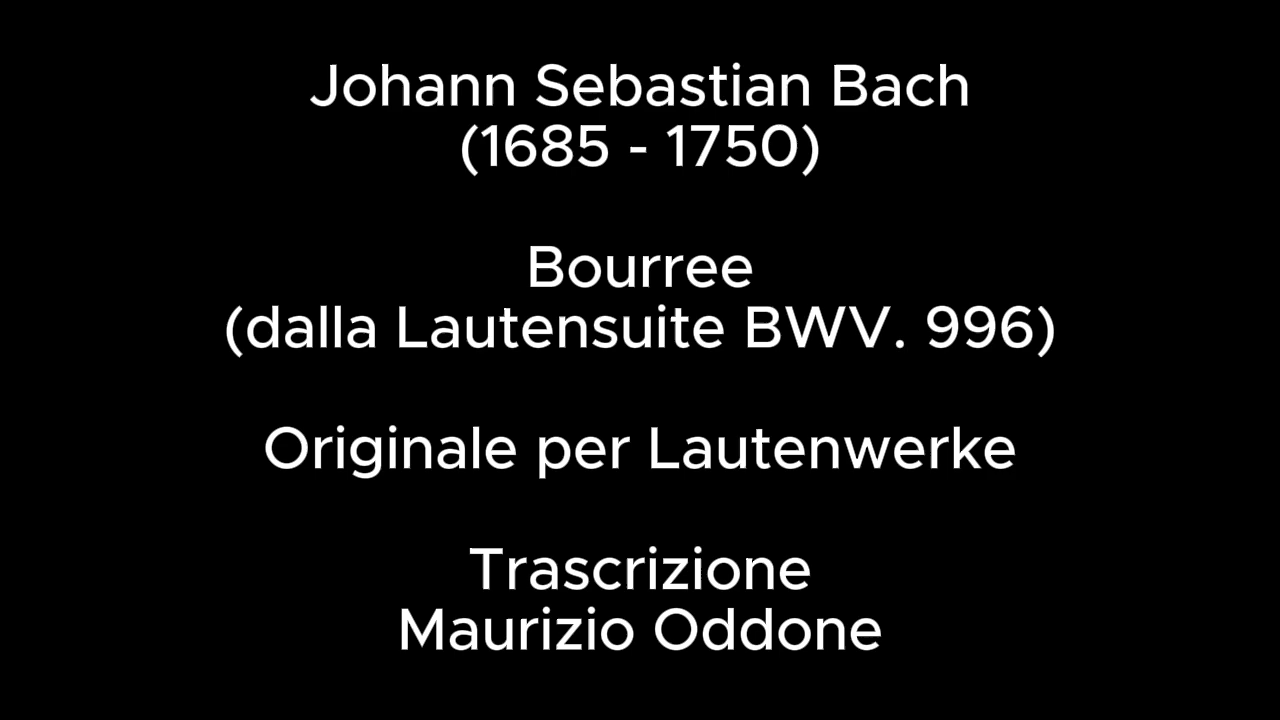 Johann Sebastian Bach
(1685 - 1750)
Bourree
(dalla Lautensuite BWV. 996)
Originale per Lautenwerke
Trascrizione
Maurizio Oddone